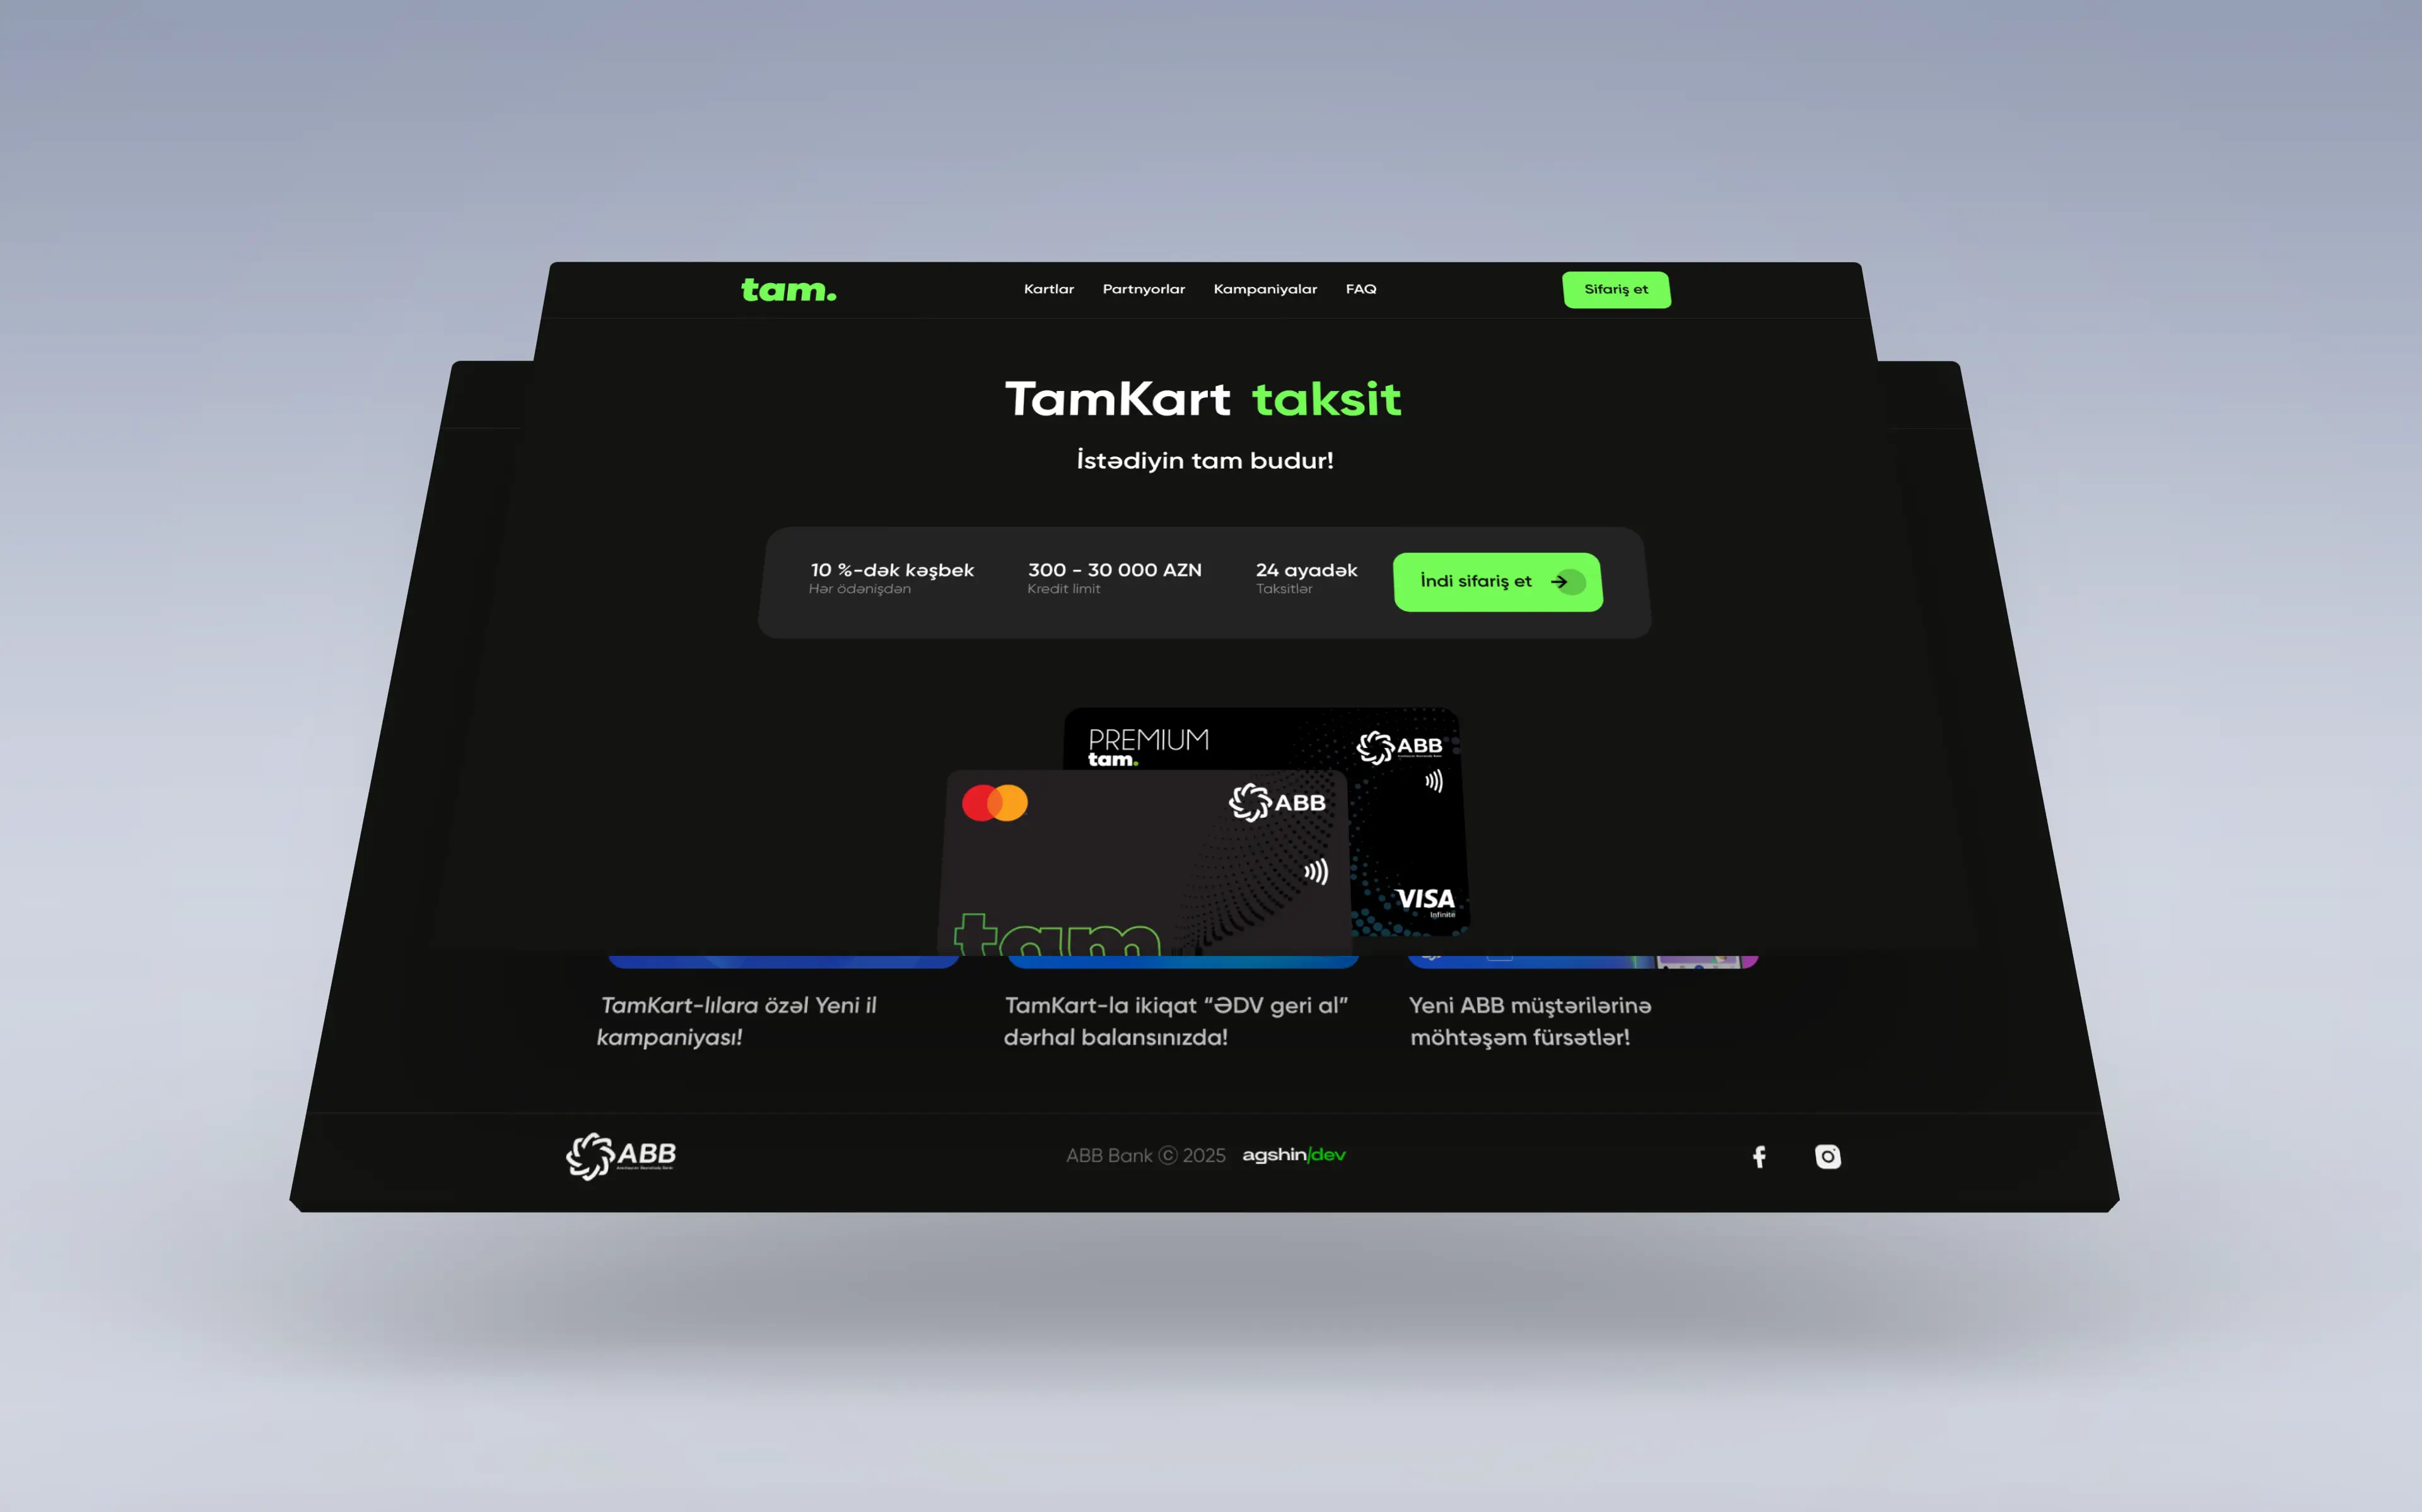 tam.
Kartlar Partnyorlar Kampaniyalar FAQ
Sifariş et
TamKart taksit
İstədiyin tam budur!
10 %-dək kəşbek
Hər ödənişdən
300 - 30 000 AZN
Kredit limit
24 ayadək
Taksitlər
İndi sifariş et
PREMIUM
tam.
ABB
VISA
Infinite
ABB
tam
TamKart-lılara özəl Yeni il
kampaniyası!
TamKart-la ikiqat “ƏDV geri al”
dərhal balansınızda!
Yeni ABB müştərilərinə
möhtəşəm fürsətlər!
ABB
ABB Bank © 2025 agshin/dev